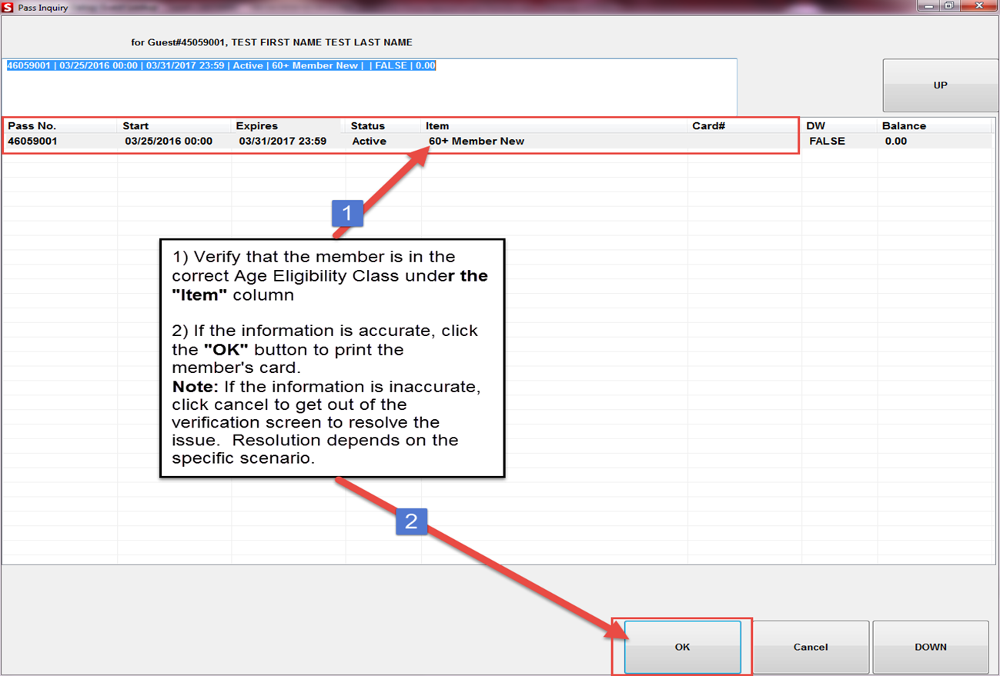 S Pass Inquiry
for Guest#45059001, TEST FIRST NAME TEST LAST NAME
46059001 | 03/25/2016 00:00 | 03/31/2017 23:59 | Active | 60+ Member New | | FALSE | 0.00
UP
Pass No. Start Expires Status Item Card# DW Balance
46059001 03/25/2016 00:00 03/31/2017 23:59 Active 60+ Member New FALSE 0.00
1
1) Verify that the member is in the
correct Age Eligibility Class under the
"Item" column
2) If the information is accurate, click
the "OK" button to print the
member's card.
Note: If the information is inaccurate,
click cancel to get out of the
verification screen to resolve the
issue. Resolution depends on the
specific scenario.
2
OK Cancel DOWN